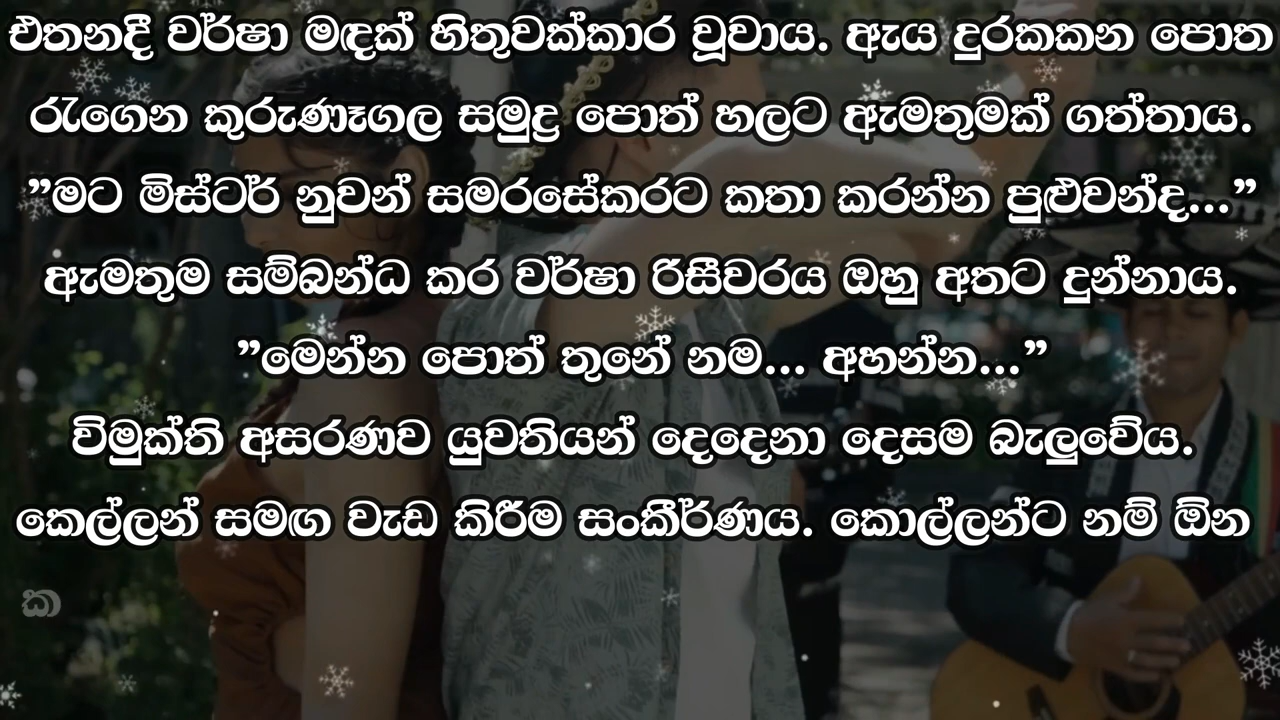 එතනදී වර්ෂා මඳක් හිතුවක්කාර වූවාය. ඇය දුරකකන පොත
රැගෙන කුරුණෑගල සමුද්‍ර පොත් හලට ඇමතුමක් ගත්තාය.
”මට මිස්ටර් නුවන් සමරසේකරට කතා කරන්න පුළුවන්ද...”
ඇමතුම සම්බන්ධ කර වර්ෂා රිසීවරය ඔහු අතට දුන්නාය.
”මෙන්න පොත් තුනේ නම... අහන්න...”
විමුක්ති අසරණව යුවතියන් දෙදෙනා දෙසම බැලුවේය.
කෙල්ලන් සමඟ වැඩ කිරීම සංකීර්ණය. කොල්ලන්ට නම් ඕන
ක